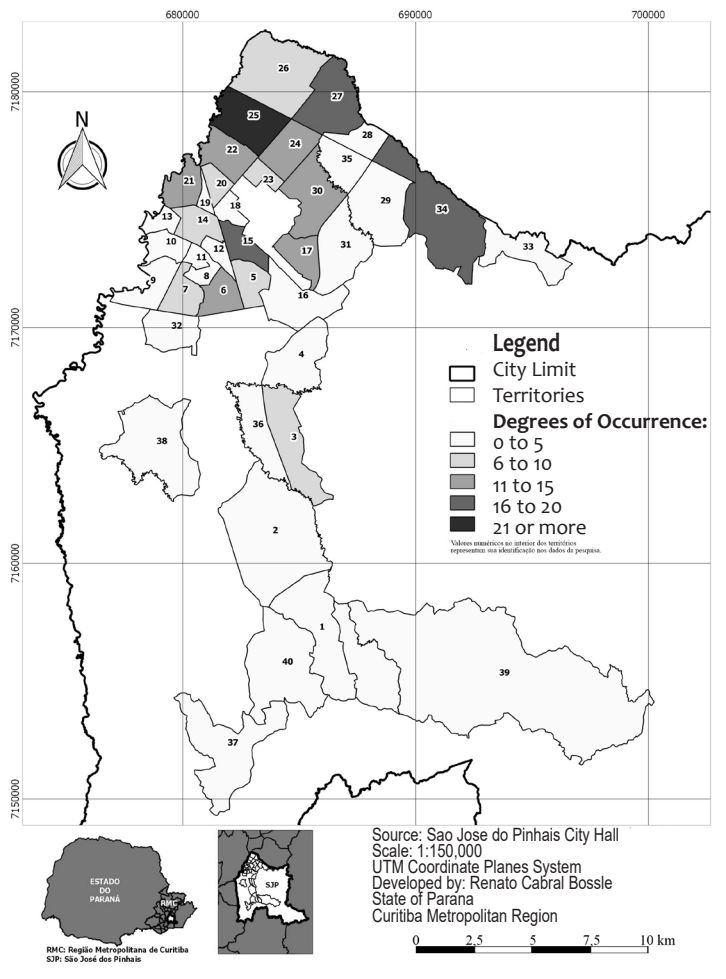 680000
690000
700000
7180000
7170000
7160000
7150000
N
26
27
25
28
22
24
35
21
20
23
30
29
34
19
18
13
14
33
10
12
15
17
31
11
9
8
5
7
6
16
32
4
36
3
38
2
1
40
39
37
Legend
City Limit
Territories
Degrees of Occurrence:
0 to 5
6 to 10
11 to 15
16 to 20
21 or more
Valores numéricos no interior dos territórios
representam sua identificação nos dados da pesquisa.
ESTADO
DO
PARANÁ
RMC
SJP
RMC: Região Metropolitana de Curitiba
SJP: São José dos Pinhais
Source: Sao Jose do Pinhais City Hall
Scale: 1:150,000
UTM Coordinate Planes System
Developed by: Renato Cabral Bossle
State of Parana
Curitiba Metropolitan Region
0 2,5 5 7,5 10 km